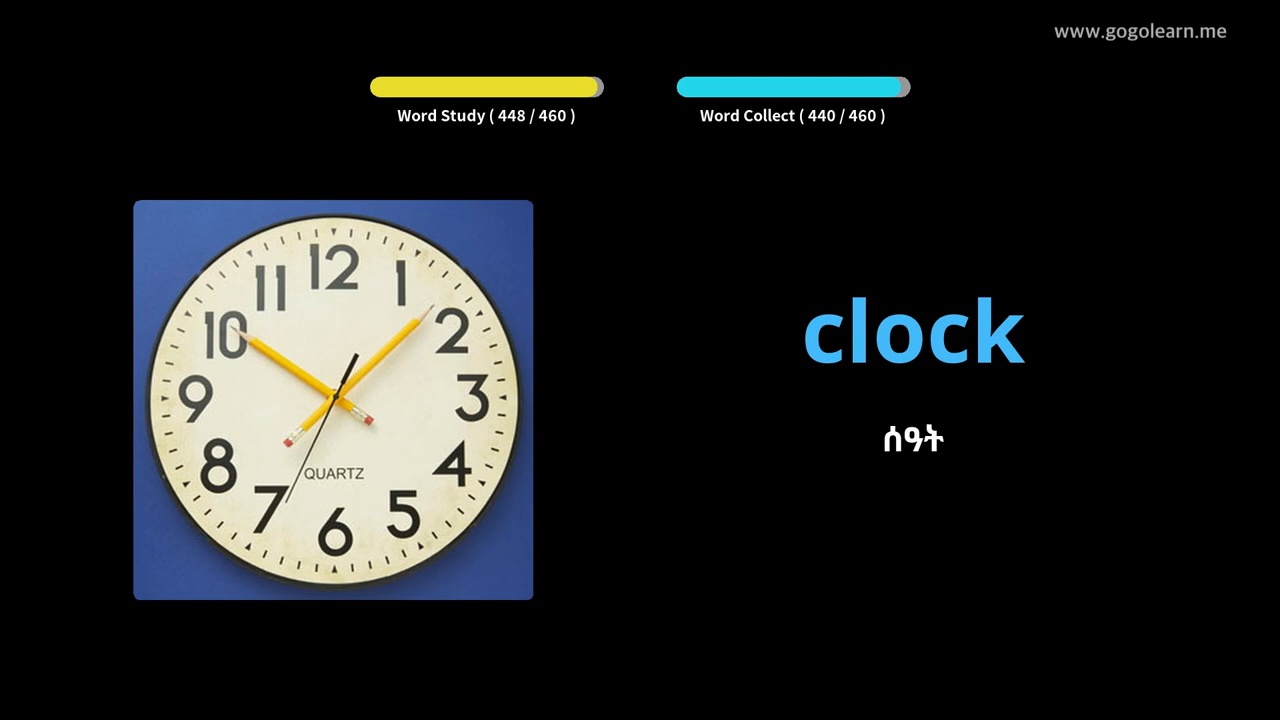 www.gogolearn.me
Word Study ( 448 / 460 )
Word Collect ( 440 / 460 )
12
11
1
10
2
9
3
8
4
QUARTZ
7
5
6
clock
ሰዓት